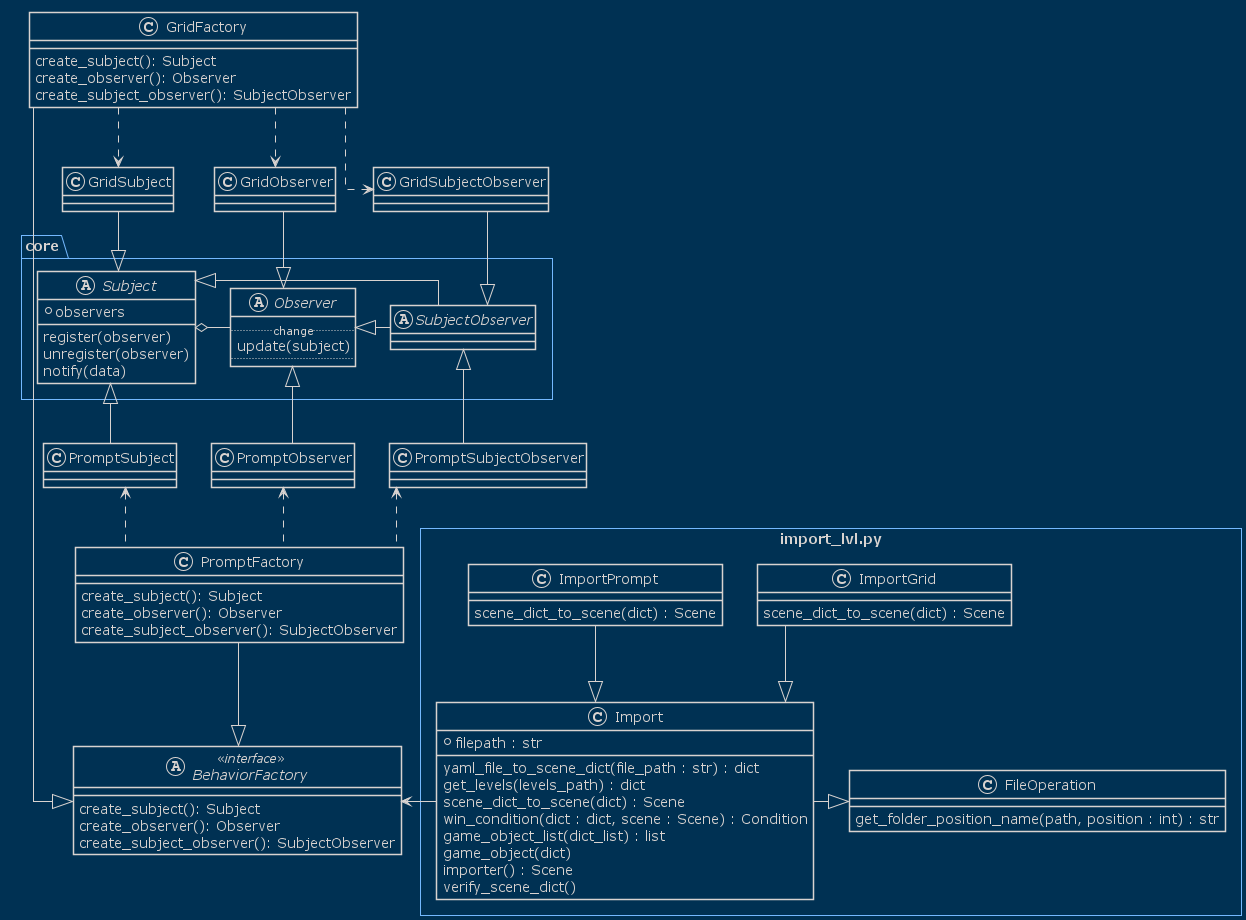 C GridFactory
create_subject(): Subject
create_observer(): Observer
create_subject_observer(): SubjectObserver
C GridSubject
C GridObserver
C GridSubjectObserver
core
A Subject
observers
register(observer)
unregister(observer)
notify(data)
A Observer
change
update(subject)
A SubjectObserver
C PromptSubject
C PromptObserver
C PromptSubjectObserver
C PromptFactory
create_subject(): Subject
create_observer(): Observer
create_subject_observer(): SubjectObserver
import_lvl.py
C ImportPrompt
scene_dict_to_scene(dict) : Scene
C ImportGrid
scene_dict_to_scene(dict) : Scene
C Import
filepath : str
yaml_file_to_scene_dict(file_path : str) : dict
get_levels(levels_path) : dict
scene_dict_to_scene(dict) : Scene
win_condition(dict : dict, scene : Scene) : Condition
game_object_list(dict_list) : list
game_object(dict)
importer() : Scene
verify_scene_dict()
A «interface»
BehaviorFactory
create_subject(): Subject
create_observer(): Observer
create_subject_observer(): SubjectObserver
C FileOperation
get_folder_position_name(path, position : int) : str